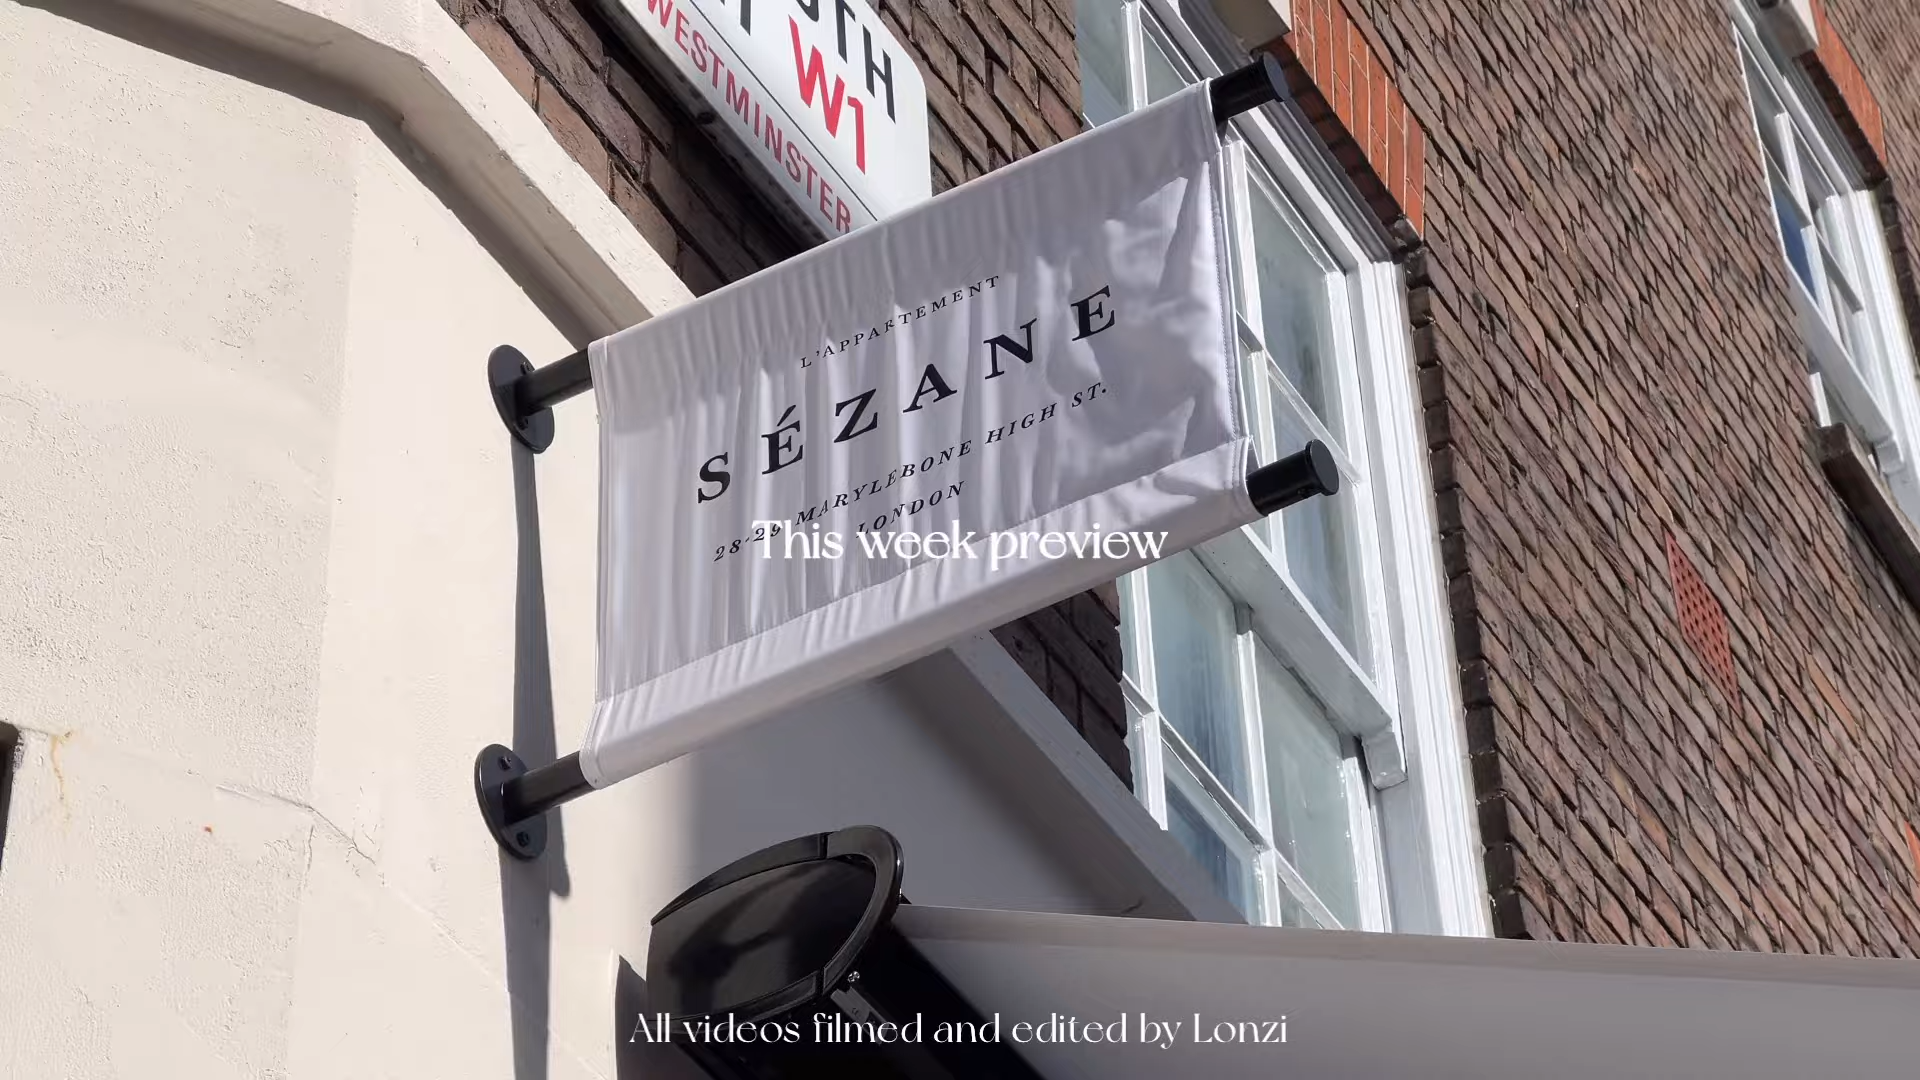 W1
WESTMINSTER
L'APPARTEMENT
SÉZANE
28-29 MARYLEBONE HIGH ST.
LONDON
This week preview
All videos filmed and edited by Lonzi